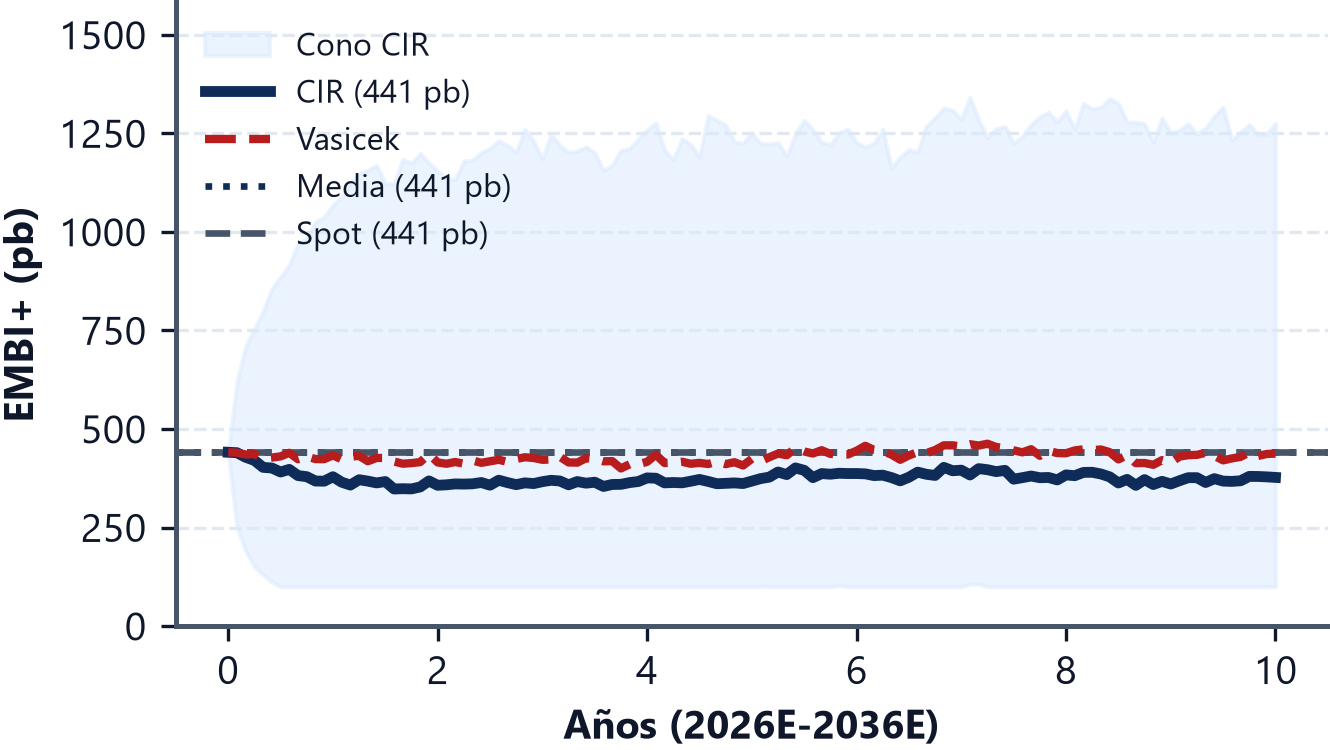 EMBI+ (pb)
1500
1250
1000
750
500
250
0
Cono CIR
CIR (441 pb)
Vasicek
Media (441 pb)
Spot (441 pb)
0 2 4 6 8 10
Años (2026E-2036E)